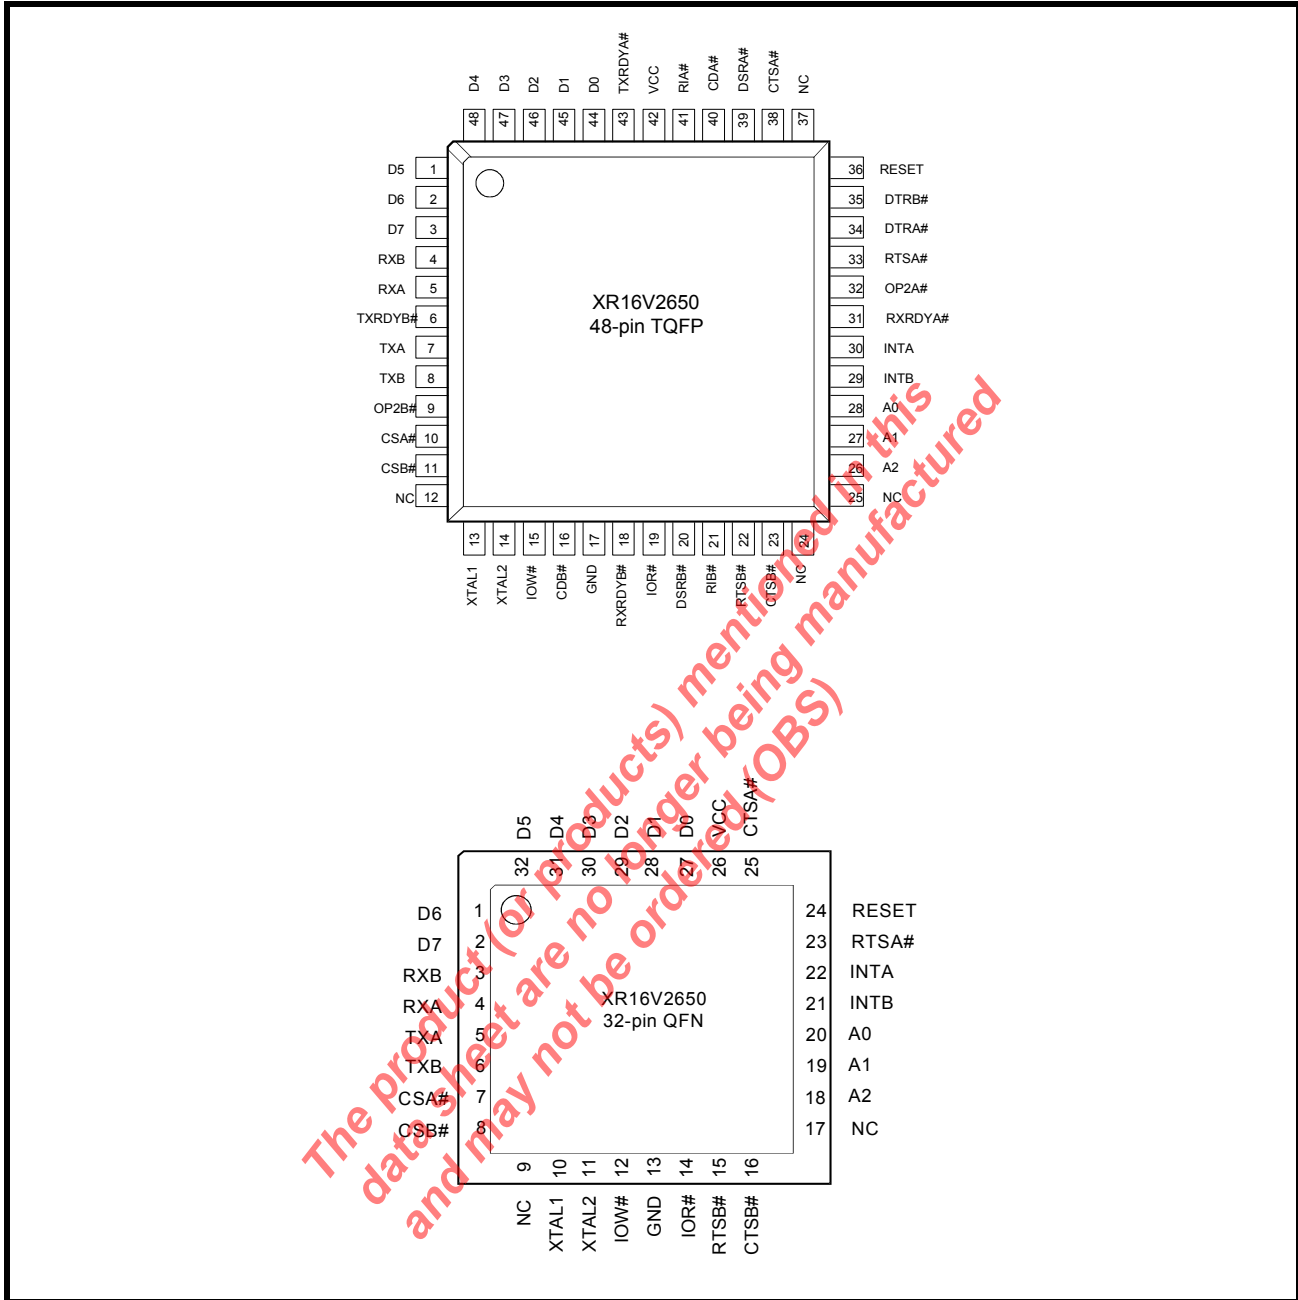 D4 D3 D2 D1 D0 TXRDYA# VCC RIA# CDA# DSRA# CTSA# NC
48 47 46 45 44 43 42 41 40 39 38 37
D5 1 36 RESET
D6 2 35 DTRB#
D7 3 34 DTRA#
RXB 4 33 RTSA#
RXA 5 32 OP2A#
TXRDYB# 6 31 RXRDYA#
TXA 7 30 INTA
TXB 8 29 INTB
OP2B# 9 28 A0
CSA# 10 27 A1
CSB# 11 26 A2
NC 12 25 NC
XR16V2650
48-pin TQFP
13 14 15 16 17 18 19 20 21 22 23 24
XTAL1 XTAL2 IOW# CDB# GND RXRDYB# IOR# DSRB# RIB# RTSB# CTSB# NC
D5 D4 D3 D2 D1 D0 VCC CTSA#
32 31 30 29 28 27 26 25
D6 1 24 RESET
D7 2 23 RTSA#
RXB 3 22 INTA
RXA 4 21 INTB
TXA 5 20 A0
TXB 6 19 A1
CSA# 7 18 A2
CSB# 8 17 NC
XR16V2650
32-pin QFN
9 10 11 12 13 14 15 16
NC XTAL1 XTAL2 IOW# GND IOR# RTSB# CTSB#
The product (or products) mentioned in this
data sheet are no longer being manufactured
and may not be ordered (OBS)